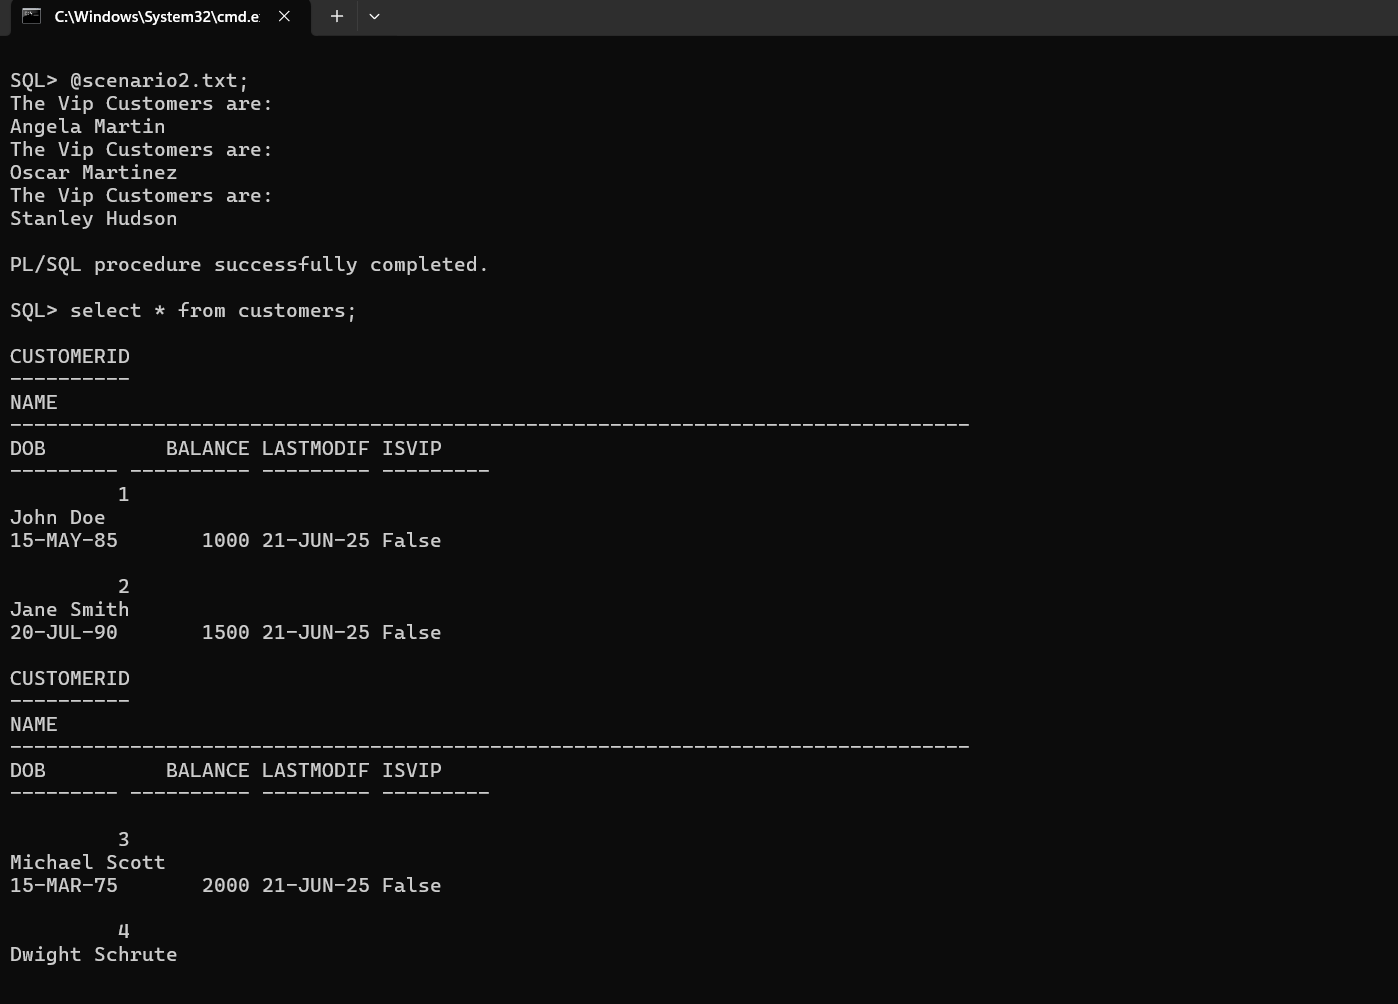 C:\Windows\System32\cmd.e
SQL> @scenario2.txt;
The Vip Customers are:
Angela Martin
The Vip Customers are:
Oscar Martinez
The Vip Customers are:
Stanley Hudson
PL/SQL procedure successfully completed.
SQL> select * from customers;
CUSTOMERID
----------
NAME
--------------------------------------------------------------------------------
DOB          BALANCE LASTMODIF ISVIP
--------- ---------- --------- ---------
         1
John Doe
15-MAY-85       1000 21-JUN-25 False
         2
Jane Smith
20-JUL-90       1500 21-JUN-25 False
CUSTOMERID
----------
NAME
--------------------------------------------------------------------------------
DOB          BALANCE LASTMODIF ISVIP
--------- ---------- --------- ---------
         3
Michael Scott
15-MAR-75       2000 21-JUN-25 False
         4
Dwight Schrute